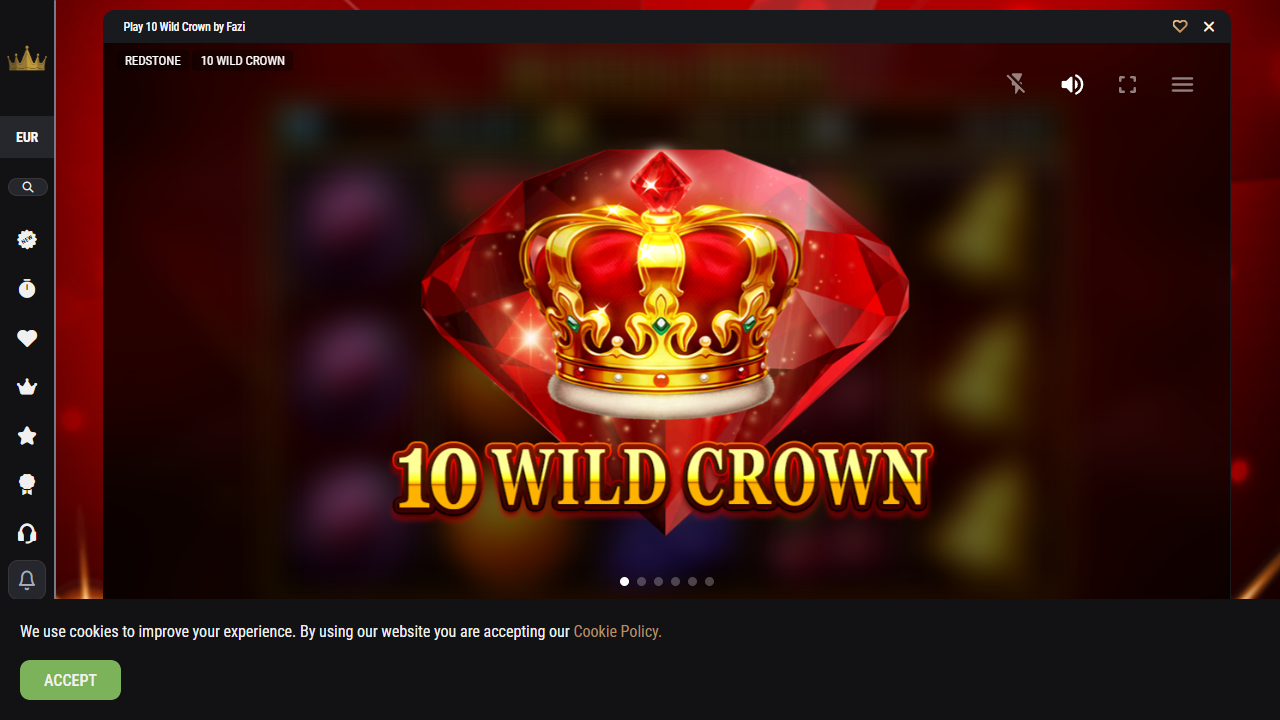 Play 10 Wild Crown by Fazi
REDSTONE
10 WILD CROWN
EUR
NEW
10 WILD CROWN
We use cookies to improve your experience. By using our website you are accepting our Cookie Policy.
ACCEPT